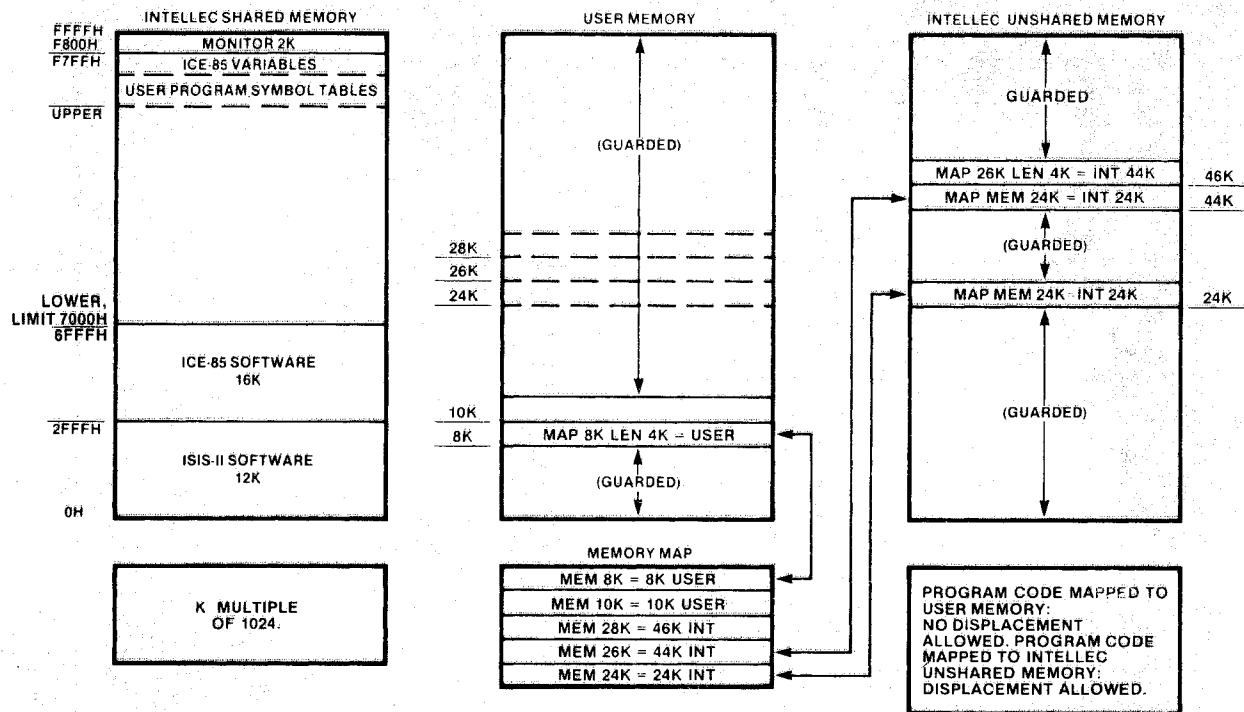 INTELLEC SHARED MEMORY
FFFFH
F800H
F7FFH
UPPER
LOWER,
LIMIT 7000H
6FFFH
2FFFH
0H
MONITOR 2K
ICE-85 VARIABLES
USER PROGRAM SYMBOL TABLES
ICE-85 SOFTWARE
16K
ISIS-II SOFTWARE
12K
K MULTIPLE
OF 1024.
USER MEMORY
(GUARDED)
28K
26K
24K
10K
8K
MAP 8K LEN 4K = USER
(GUARDED)
MEMORY MAP
MEM 8K = 8K USER
MEM 10K = 10K USER
MEM 28K = 46K INT
MEM 26K = 44K INT
MEM 24K = 24K INT
INTELLEC UNSHARED MEMORY
GUARDED
MAP 26K LEN 4K = INT 44K
46K
MAP MEM 24K = INT 24K
44K
(GUARDED)
MAP MEM 24K INT 24K
24K
(GUARDED)
PROGRAM CODE MAPPED TO
USER MEMORY:
NO DISPLACEMENT
ALLOWED. PROGRAM CODE
MAPPED TO INTELLEC
UNSHARED MEMORY:
DISPLACEMENT ALLOWED.